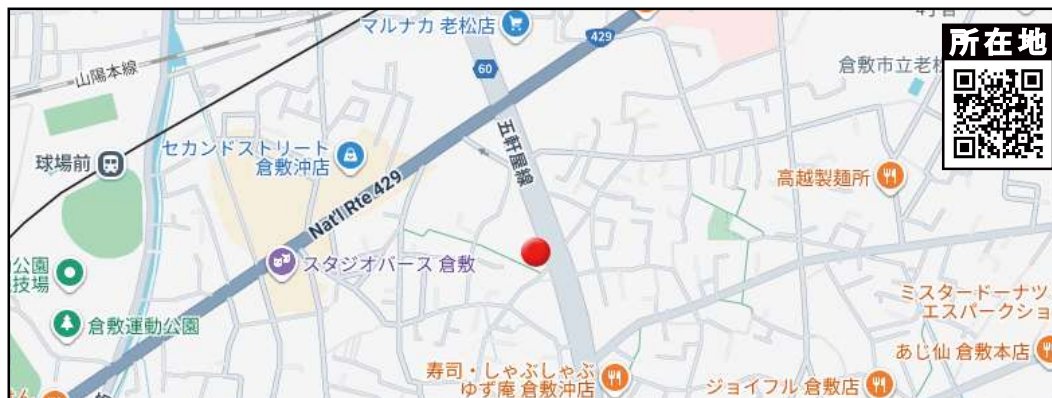 マルナカ 老松店
429
所在地
60
倉敷市立老松
山陽本線
五軒屋線
セカンドストリート
倉敷沖店
球場前
Nat'l Rte 429
高越製麺所
スタジオバース 倉敷
公園
技場
倉敷運動公園
ミスタードーナツ
エスパークショ
あじ仙 倉敷本店
寿司・しゃぶしゃぶ
ゆず庵 倉敷沖店
ジョイフル 倉敷店